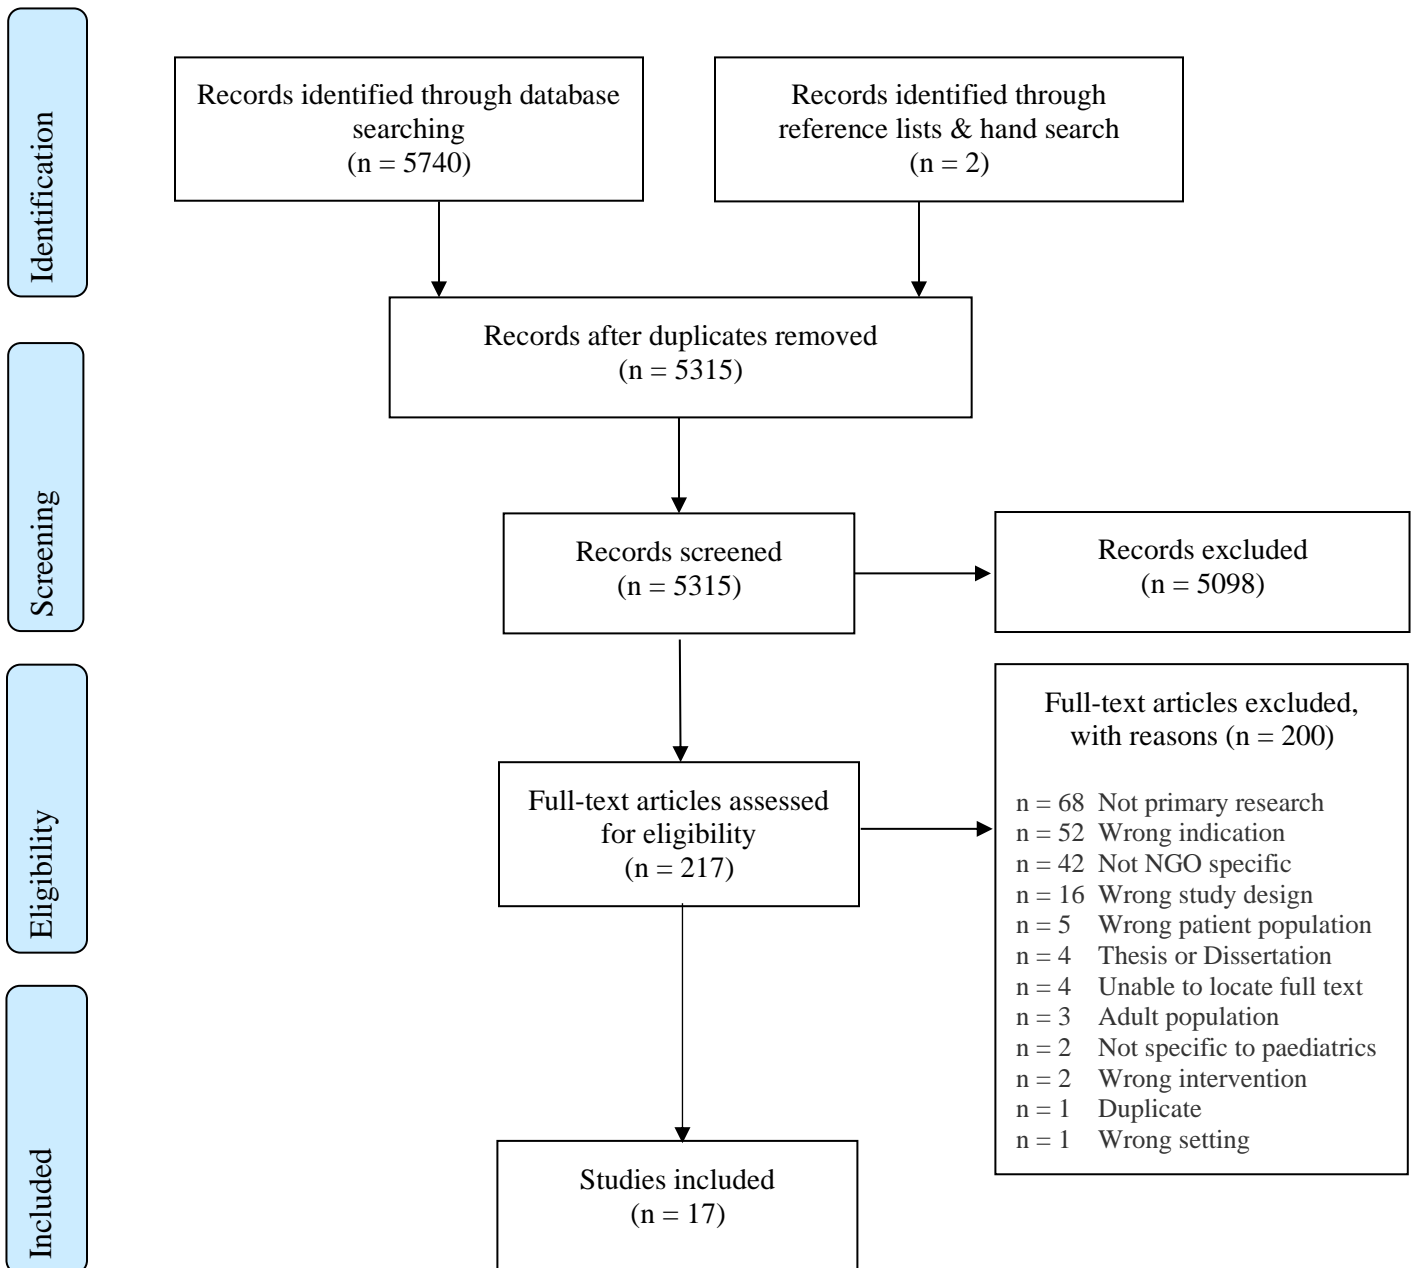 Identification
Records identified through database
searching
(n = 5740)
Records identified through
reference lists & hand search
(n = 2)
Records after duplicates removed
(n = 5315)
Screening
Records screened
(n = 5315)
Records excluded
(n = 5098)
Eligibility
Full-text articles assessed
for eligibility
(n = 217)
Full-text articles excluded,
with reasons (n = 200)
n = 68 Not primary research
n = 52 Wrong indication
n = 42 Not NGO specific
n = 16 Wrong study design
n = 5 Wrong patient population
n = 4 Thesis or Dissertation
n = 4 Unable to locate full text
n = 3 Adult population
n = 2 Not specific to paediatrics
n = 2 Wrong intervention
n = 1 Duplicate
n = 1 Wrong setting
Included
Studies included
(n = 17)